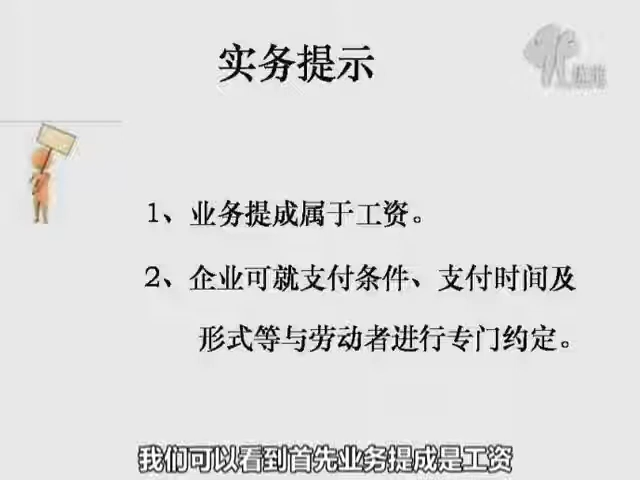 实务提示
1、业务提成属于工资。
2、企业可就支付条件、支付时间及
形式等与劳动者进行专门约定。
我们可以看到首先业务提成是工资